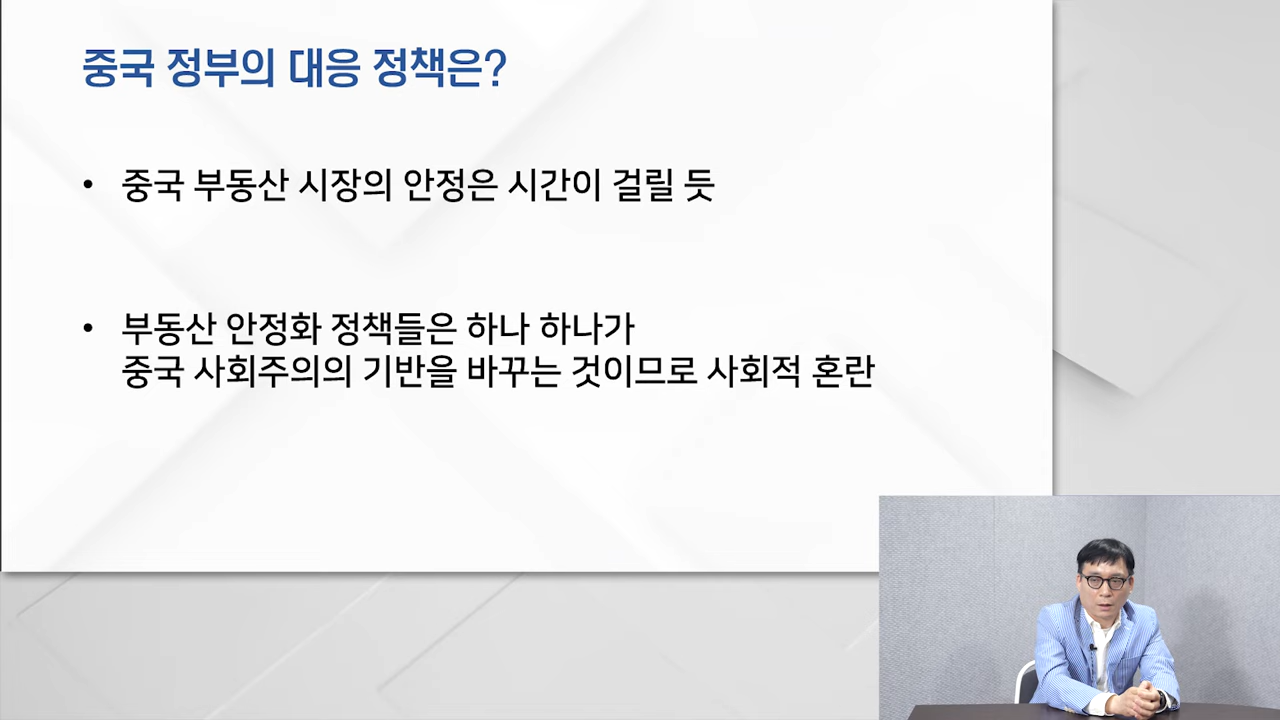 중국 정부의 대응 정책은?
• 중국 부동산 시장의 안정은 시간이 걸릴 듯
• 부동산 안정화 정책들은 하나 하나가
중국 사회주의의 기반을 바꾸는 것이므로 사회적 혼란